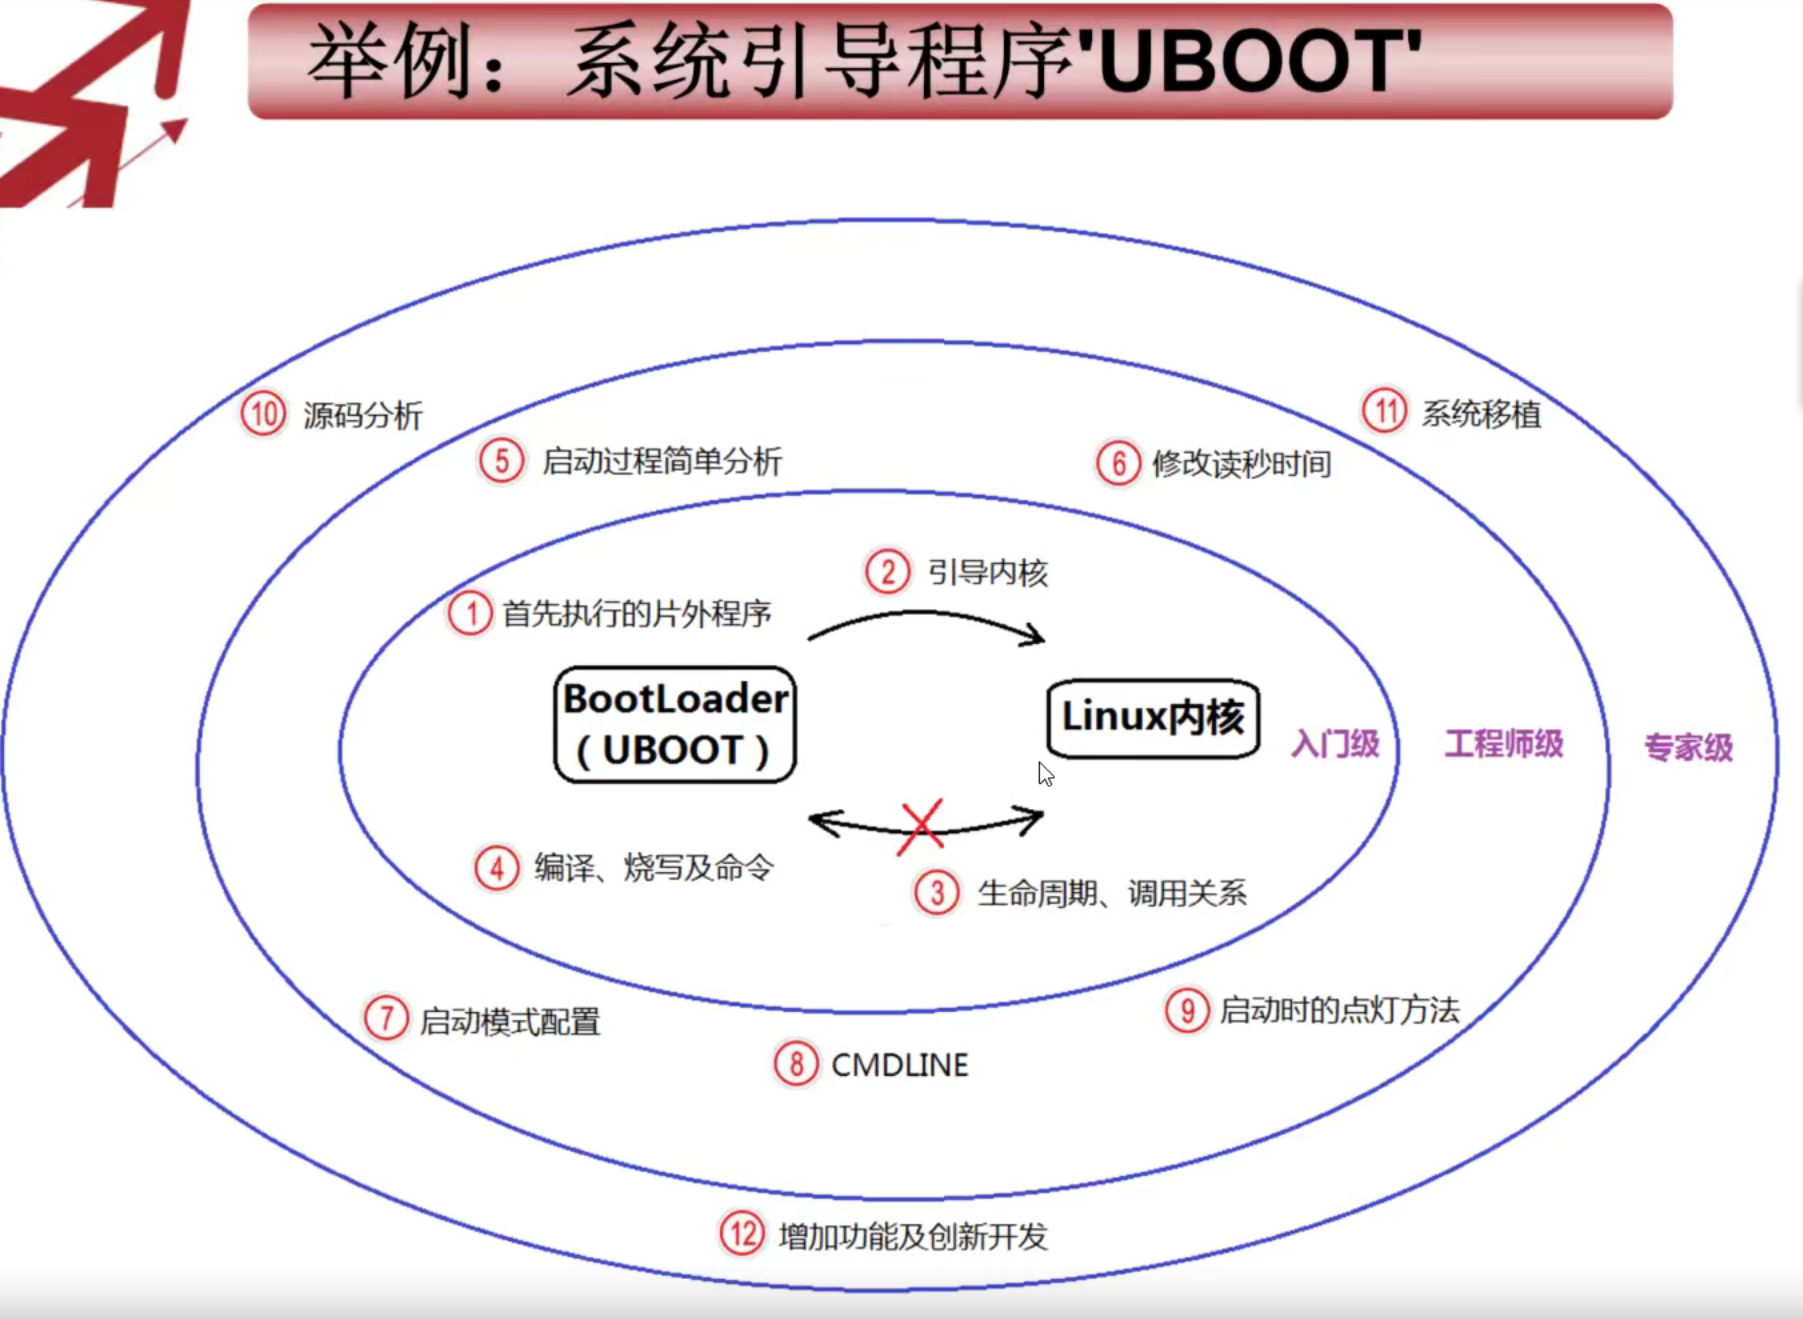 举例：系统引导程序'UBOOT'
⑩ 源码分析
⑪ 系统移植
⑤ 启动过程简单分析
⑥ 修改读秒时间
② 引导内核
① 首先执行的片外程序
BootLoader
（UBOOT）
Linux内核
入门级
工程师级
专家级
④ 编译、烧写及命令
③ 生命周期、调用关系
⑦ 启动模式配置
⑨ 启动时的点灯方法
⑧ CMDLINE
⑫ 增加功能及创新开发